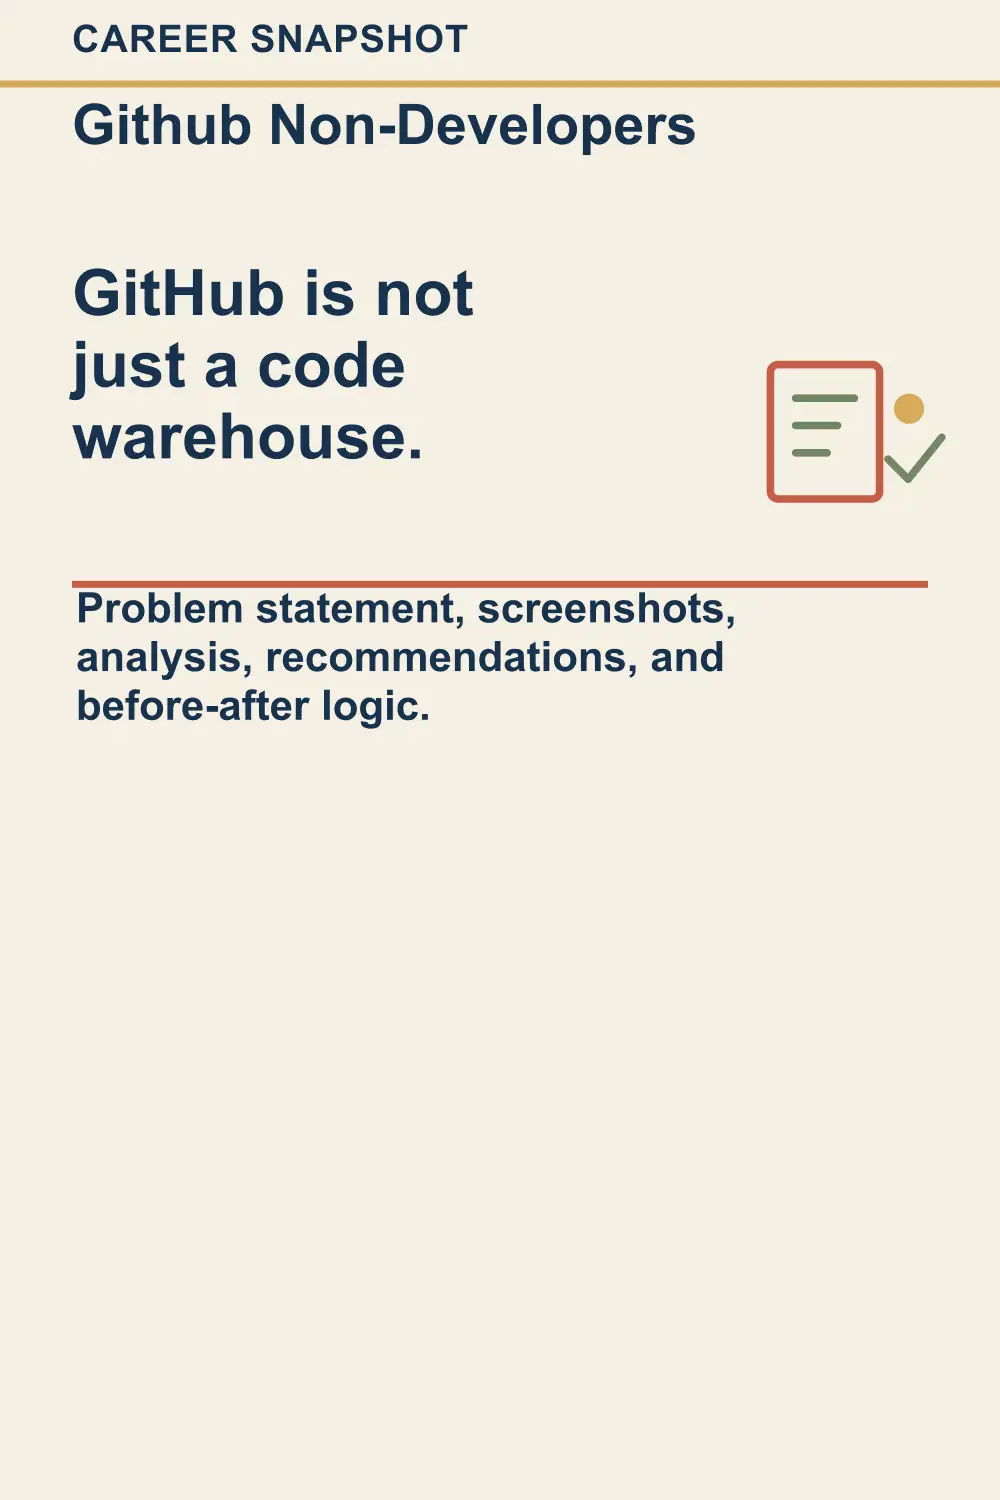 CAREER SNAPSHOT
Github Non-Developers
GitHub is not
just a code
warehouse.
Problem statement, screenshots,
analysis, recommendations, and
before-after logic.